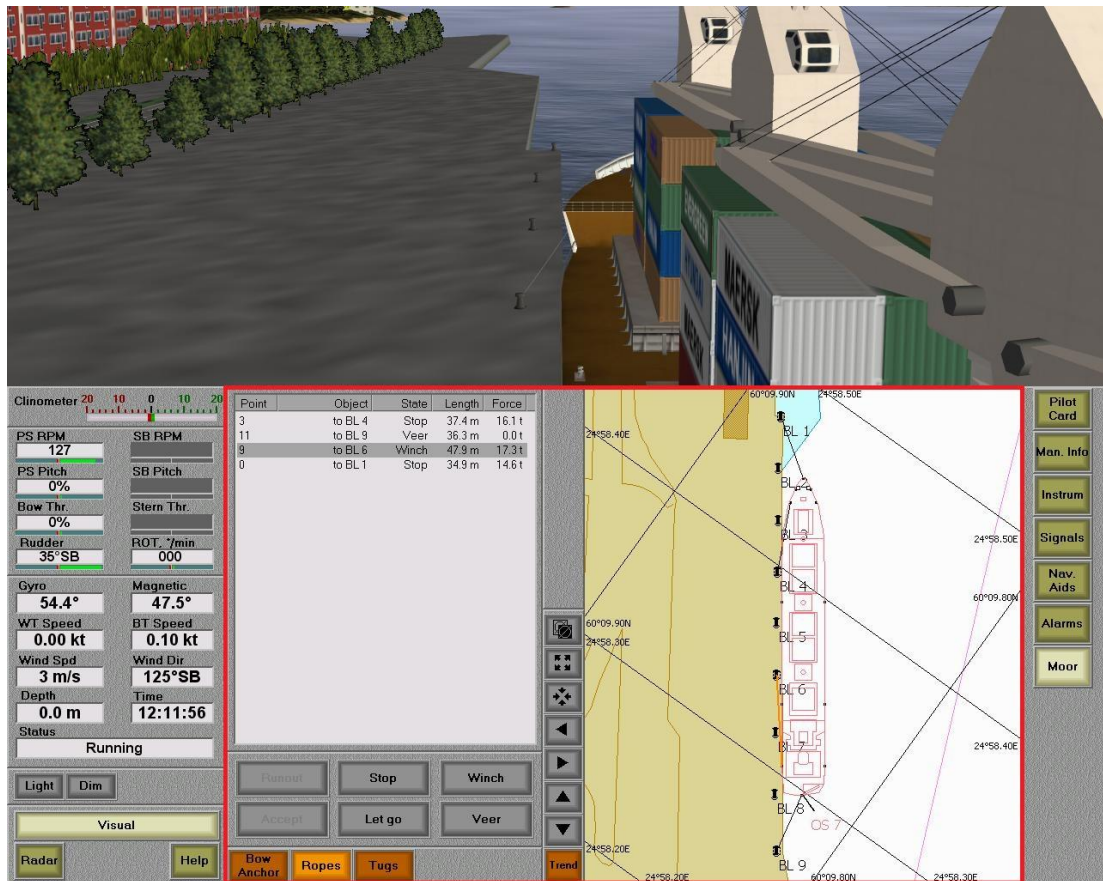 EVERGREEN
MAERSK
HANJIN
Clinometer 20 10 0 10 20
PS RPM SB RPM
127
PS Pitch SB Pitch
0%
Bow Thr. Stern Thr.
0%
Rudder ROT, °/min
35°SB 000
Gyro Magnetic
54.4° 47.5°
WT Speed BT Speed
0.00 kt 0.10 kt
Wind Spd Wind Dir
3 m/s 125°SB
Depth Time
0.0 m 12:11:56
Status
Running
Light Dim
Visual
Radar Help
Point Object State Length Force
3 to BL 4 Stop 37.4 m 16.1 t
11 to BL 9 Veer 36.3 m 0.0 t
9 to BL 6 Winch 47.9 m 17.3 t
0 to BL 1 Stop 34.9 m 14.6 t
Runout Stop Winch
Accept Let go Veer
Bow Anchor Ropes Tugs
Trend
60°09.90N 24°58.50E
24°58.40E
BL 1
BL 2
BL 3
24°58.50E
BL 4
60°09.80N
60°09.90N
BL 5
24°58.30E
BL 6
BL 7
24°58.40E
BL 8
OS 7
24°58.20E
BL 9
24°58.20E 60°09.80N 24°58.30E
Pilot Card
Man. Info
Instrum
Signals
Nav. Aids
Alarms
Moor